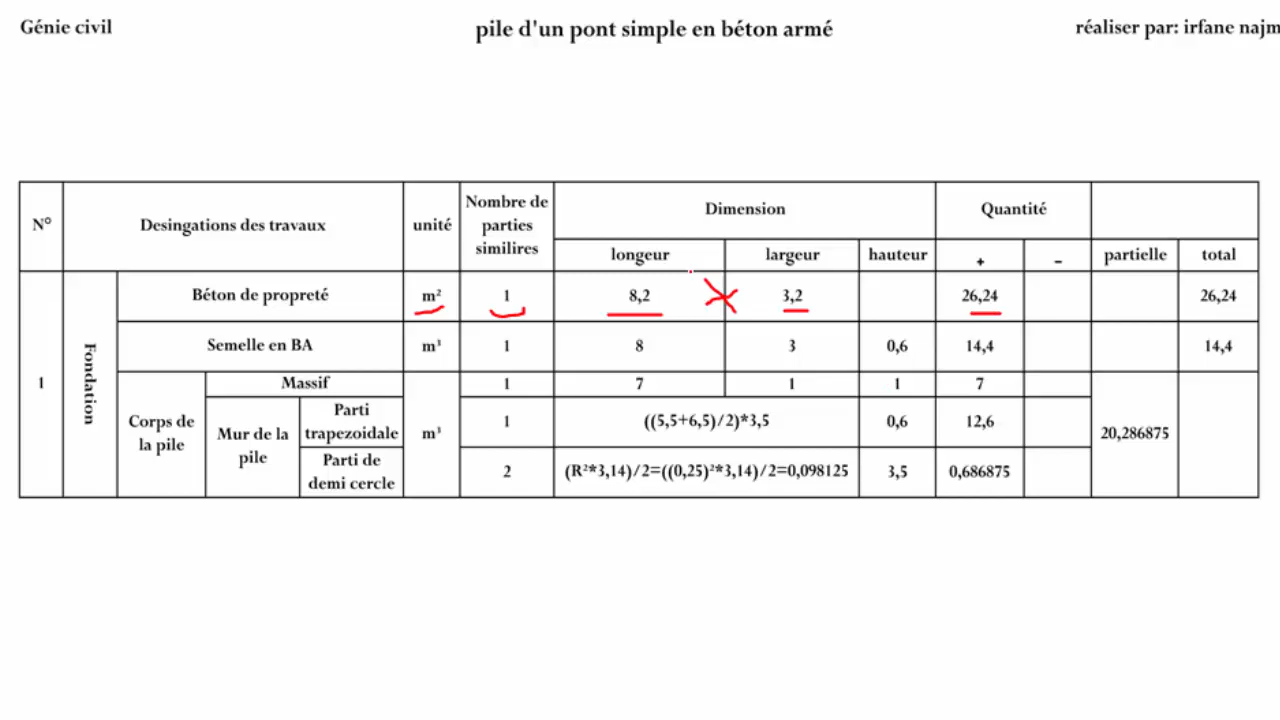 Génie civil
pile d'un pont simple en béton armé
réaliser par: irfane najm
N°
Desingations des travaux
unité
Nombre de
parties
similires
Dimension
Quantité
longeur
largeur
hauteur
+
-
partielle
total
1
Fondation
Béton de propreté
m²
1
8,2
3,2
26,24
26,24
Semelle en BA
m³
1
8
3
0,6
14,4
14,4
Corps de
la pile
Massif
m³
1
7
1
1
7
20,286875
Mur de la
pile
Parti
trapezoidale
1
((5,5+6,5)/2)*3,5
0,6
12,6
Parti de
demi cercle
2
(R²*3,14)/2=((0,25)²*3,14)/2=0,098125
3,5
0,686875